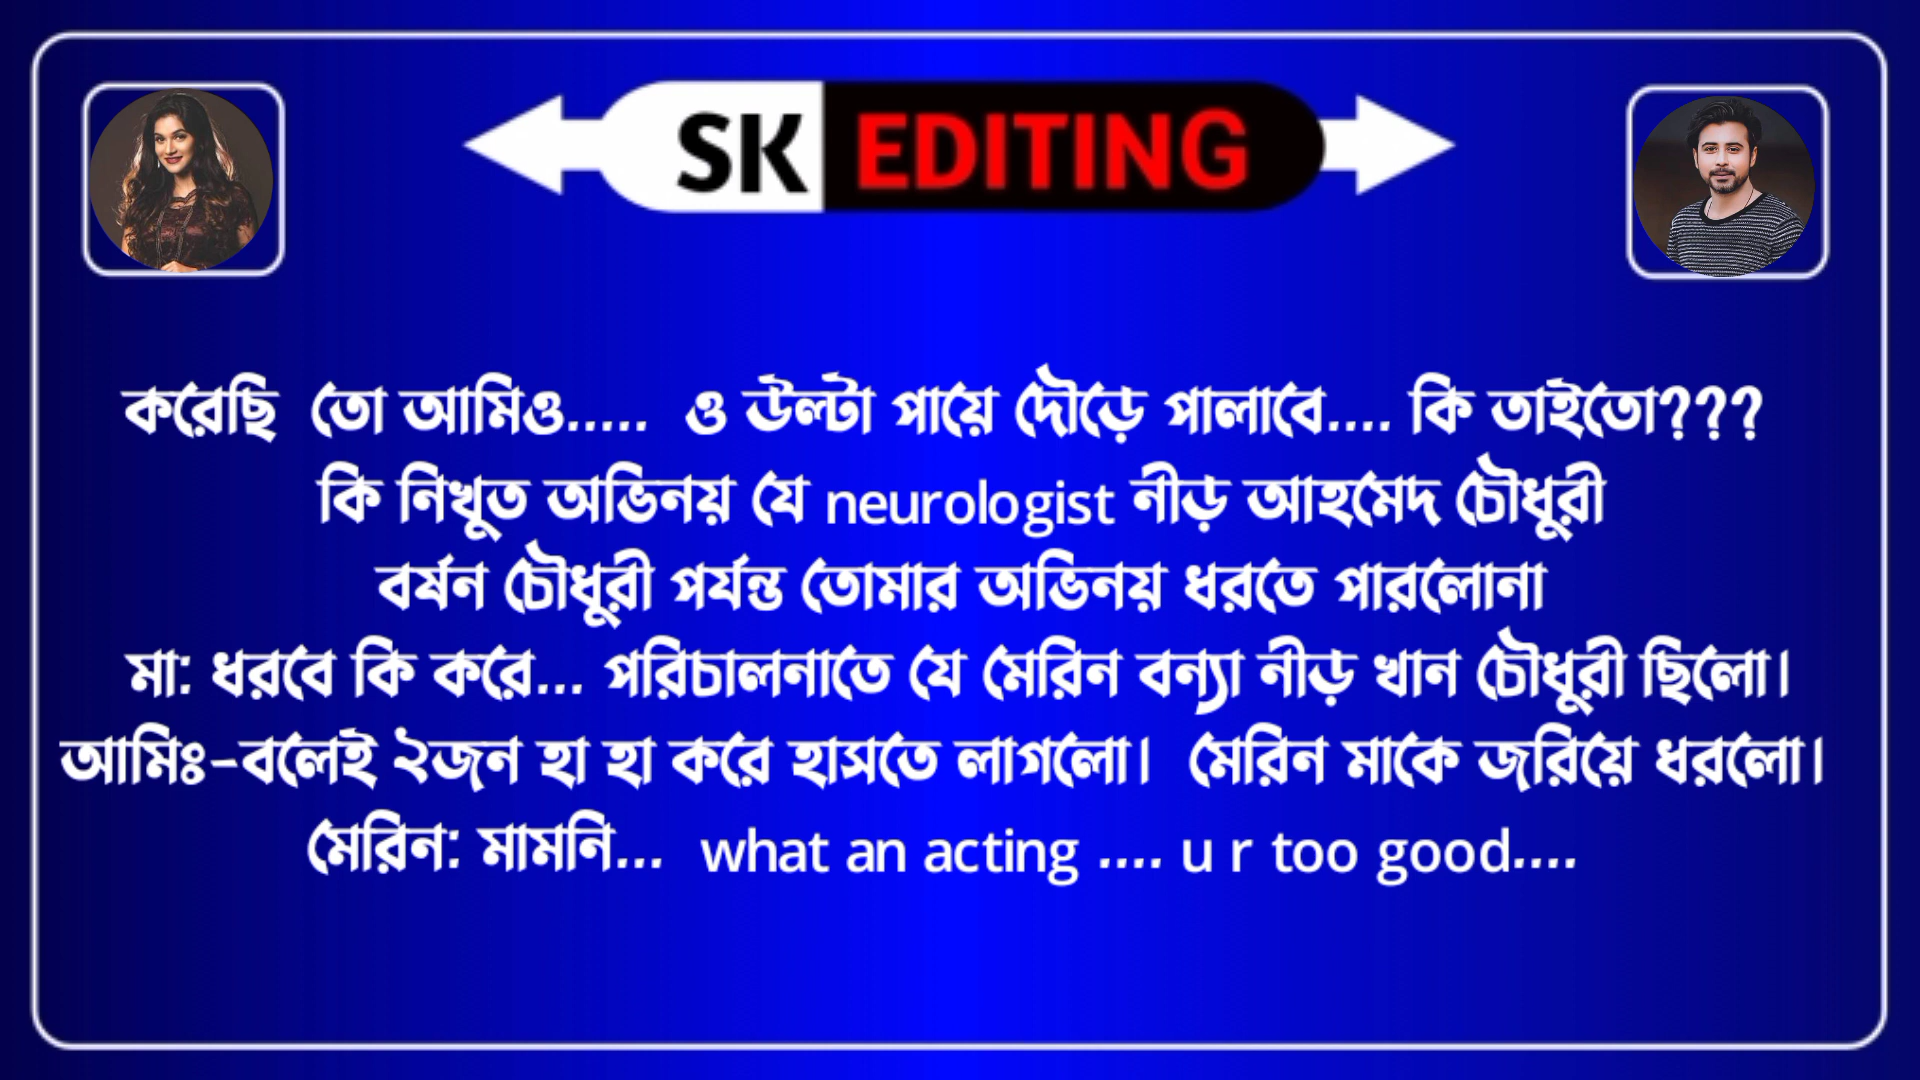 SK EDITING
করেছি তো আমিও..... ও উল্টা পায়ে দৌড়ে পালাবে.... কি তাইতো???
কি নিখুত অভিনয় যে neurologist নীড় আহমেদ চৌধুরী
বর্ষন চৌধুরী পর্যন্ত তোমার অভিনয় ধরতে পারলোনা
মা: ধরবে কি করে... পরিচালনাতে যে মেরিন বন্যা নীড় খান চৌধুরী ছিলো।
আমিঃ-বলেই ২জন হা হা করে হাসতে লাগলো। মেরিন মাকে জরিয়ে ধরলো।
মেরিন: মামনি... what an acting .... u r too good....